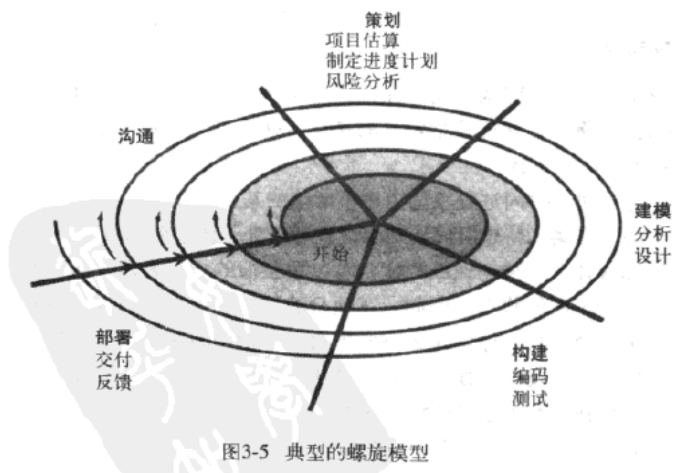 策划
项目估算
制定进度计划
风险分析
沟通
建模
分析
设计
开始
部署
交付
反馈
构建
编码
测试
图3-5 典型的螺旋模型